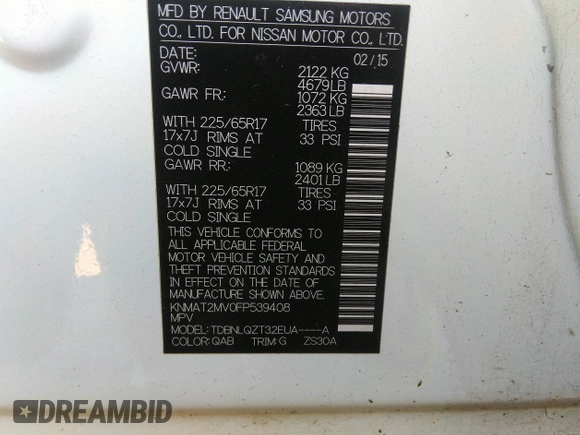 MFD BY RENAULT SAMSUNG MOTORS
CO., LTD. FOR NISSAN MOTOR CO., LTD.
DATE: 02/15
GVWR: 2122 KG
4679LB
GAWR FR: 1072 KG
2363 LB
WITH 225/65R17 TIRES
17x7J RIMS AT 33 PSI
COLD SINGLE
GAWR RR: 1089 KG
2401 LB
WITH 225/65R17 TIRES
17x7J RIMS AT 33 PSI
COLD SINGLE
THIS VEHICLE CONFORMS TO
ALL APPLICABLE FEDERAL
MOTOR VEHICLE SAFETY AND
THEFT PREVENTION STANDARDS
IN EFFECT ON THE DATE OF
MANUFACTURE SHOWN ABOVE.
KNMAT2MV0FP539408
MPV
MODEL: TDBNLQZT32EUA----A
COLOR: QAB TRIM: G ZS30A
DREAMBID